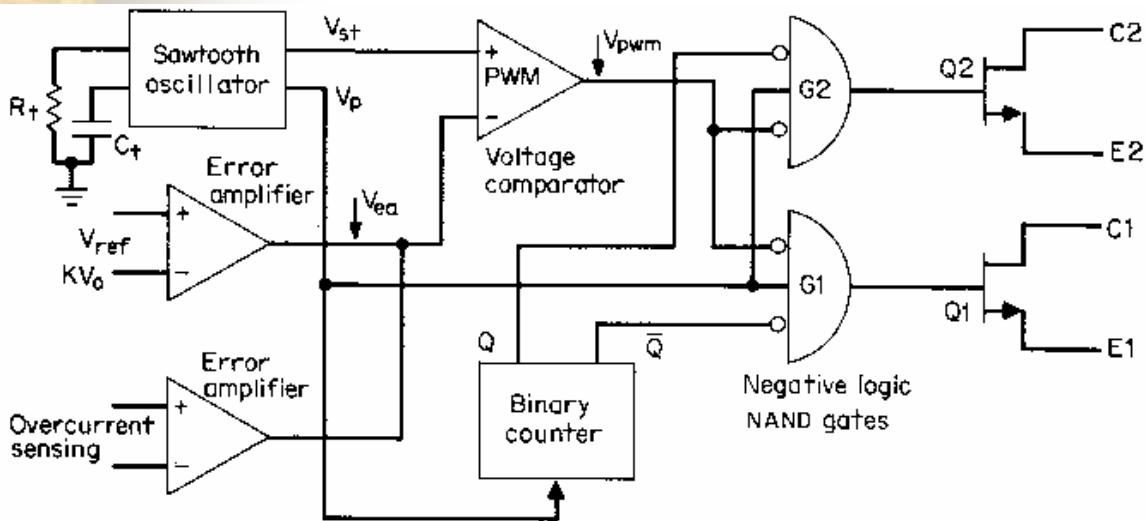 Sawtooth
oscillator
Vst
Vp
Rt
Ct
+
PWM
−
Vpwm
Voltage
comparator
G2
Q2
C2
E2
Error
amplifier
+
Vref
KVo
−
Vea
G1
Q1
C1
E1
Q
Q̅
Negative logic
NAND gates
Error
amplifier
+
Overcurrent
sensing
−
Binary
counter